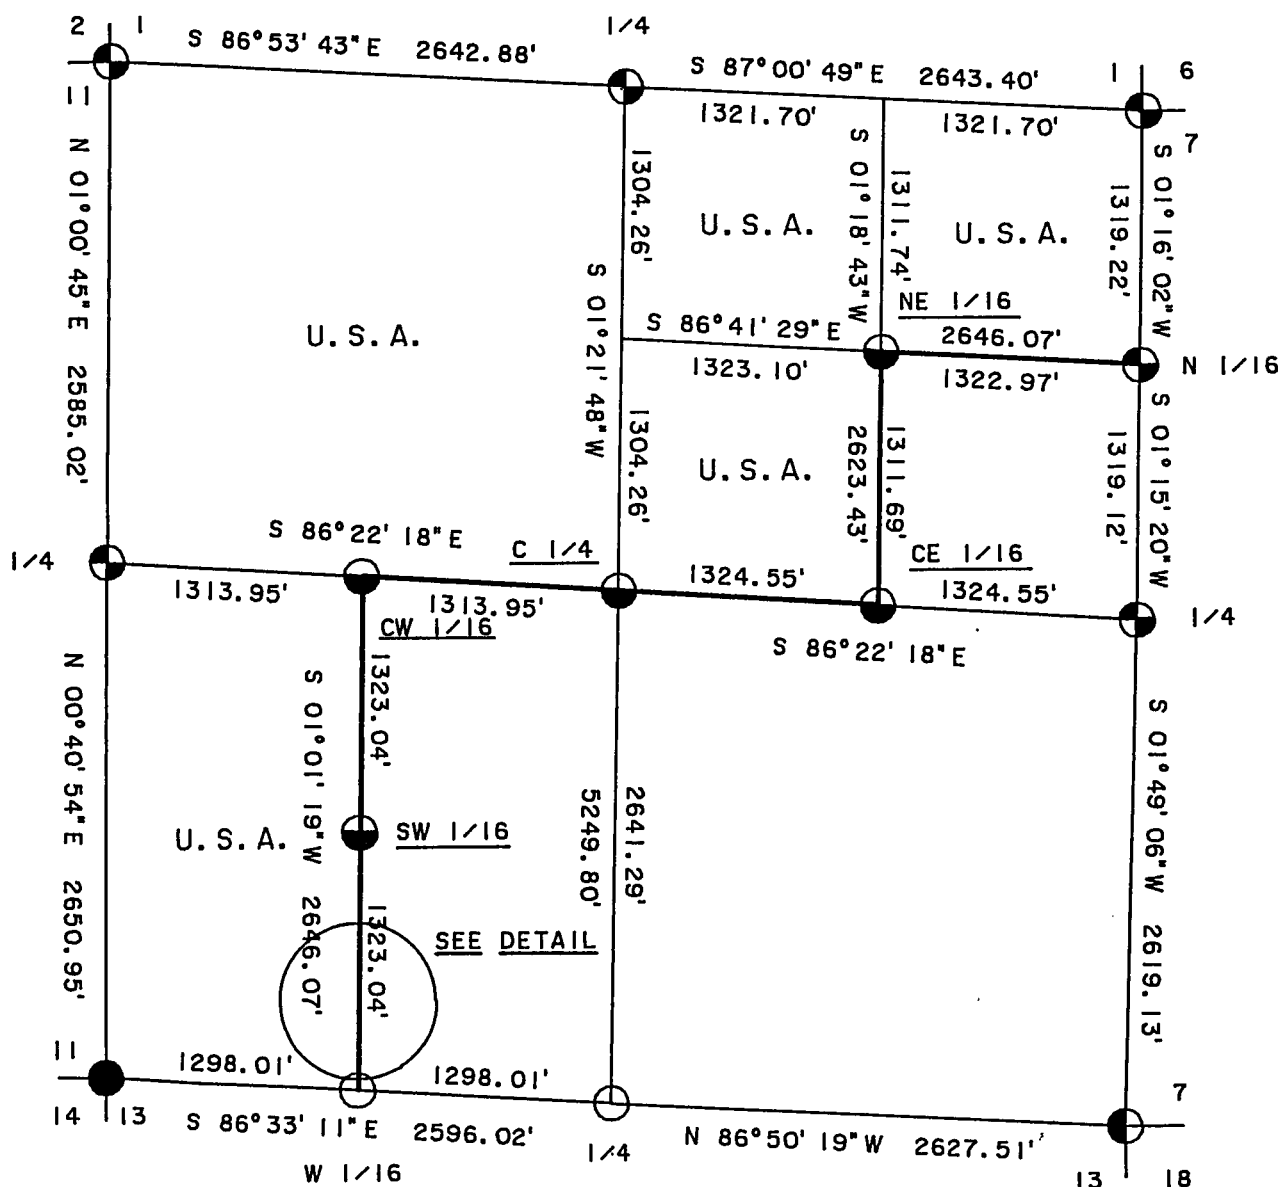 2 1
S 86°53' 43" E 2642.88'
1/4
S 87°00' 49" E 2643.40'
1 6
11
1321.70'
1321.70'
7
N 01°00' 45" E 2585.02'
1304.26'
S 01°18' 43" W
1311.74'
1319.22'
S 01°16' 02" W
U.S.A.
U.S.A.
U.S.A.
S 01°21' 48" W
NE 1/16
S 86°41' 29" E
2646.07'
1323.10'
1322.97'
N 1/16
1304.26'
U.S.A.
2623.43'
1311.69'
1319.12'
S 01°15' 20" W
1/4
S 86°22' 18" E
C 1/4
CE 1/16
1313.95'
1313.95'
1324.55'
1324.55'
1/4
CW 1/16
S 86°22' 18" E
N 00°40' 54" E 2650.95'
S 01°01' 19" W 2646.07'
1323.04'
5249.80'
2641.29'
S 01°49' 06" W 2619.13'
U.S.A.
SW 1/16
1323.04'
SEE DETAIL
11
1298.01'
1298.01'
7
14 13
S 86°33' 11" E 2596.02'
1/4
N 86°50' 19" W 2627.51'
W 1/16
13 18